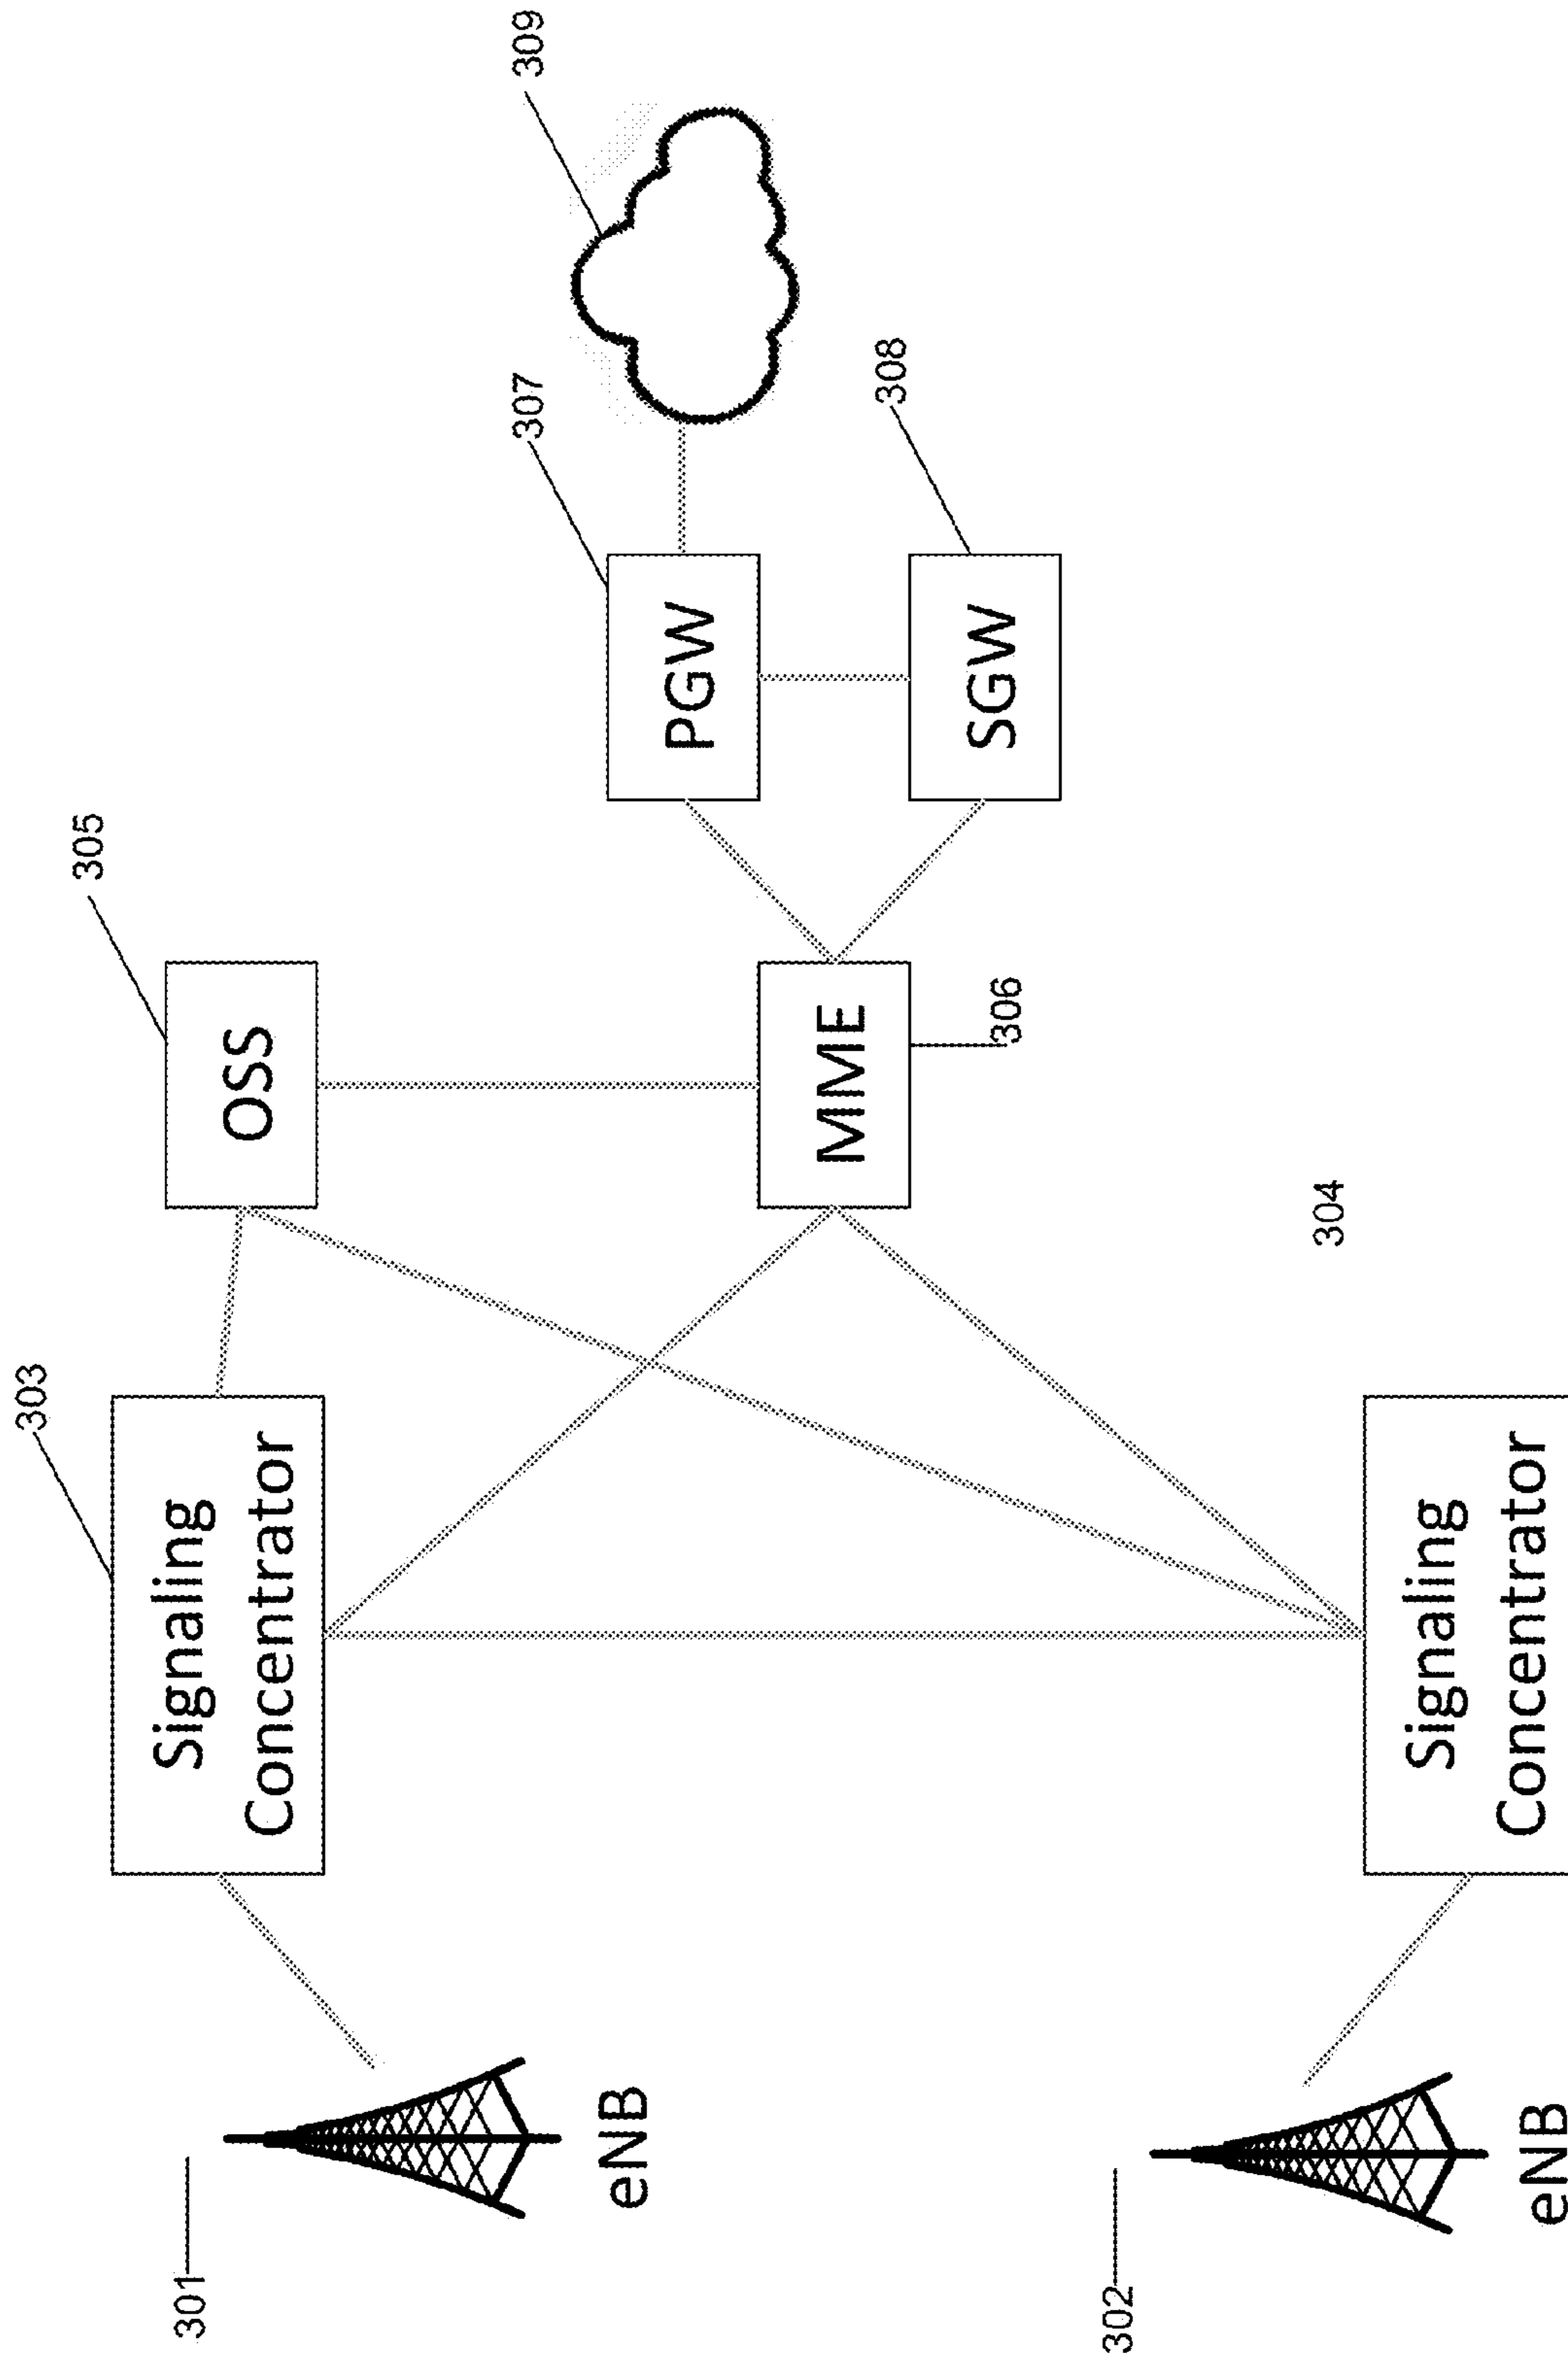 303
305
307
309
Signaling
Concentrator
OSS
PGW
301
eNB
MME
306
SGW
308
304
302
eNB
Signaling
Concentrator